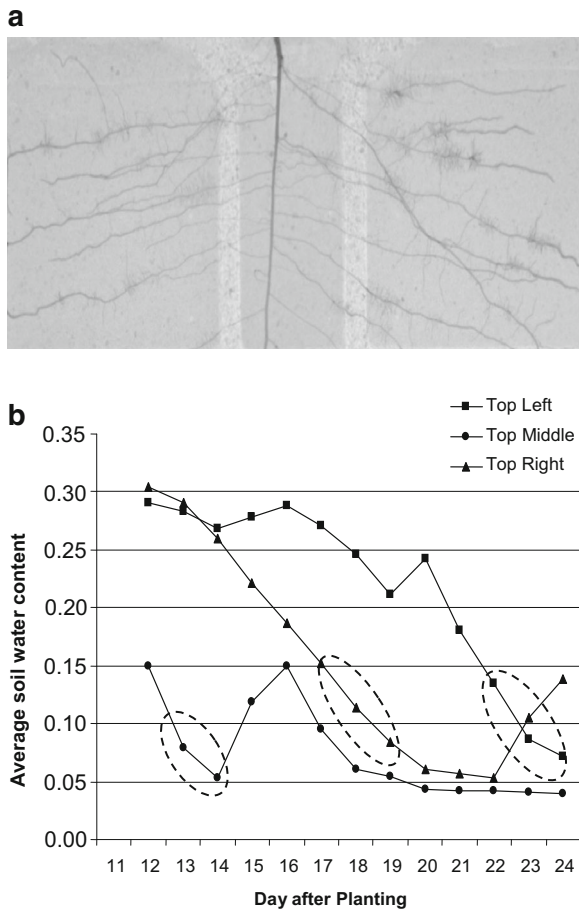 a
b
Top Left
Top Middle
Top Right
0.35
0.30
0.25
0.20
0.15
0.10
0.05
0.00
Average soil water content
11 12 13 14 15 16 17 18 19 20 21 22 23 24
Day after Planting